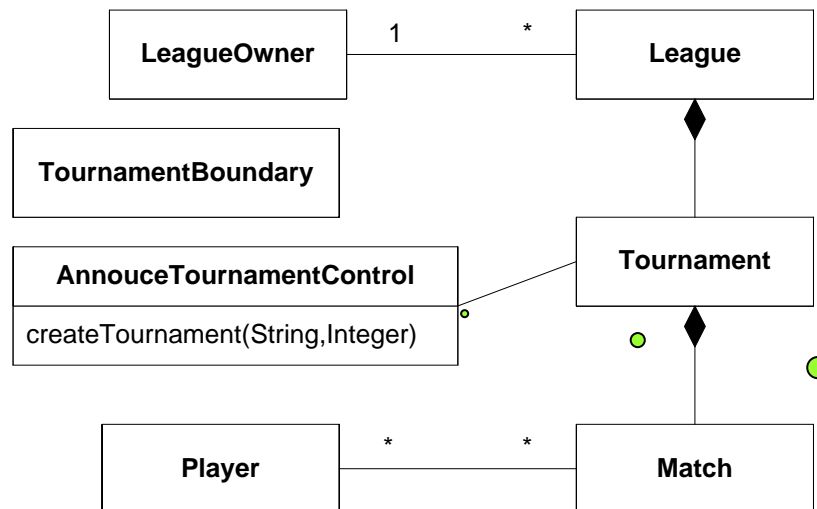 LeagueOwner
1
*
League
TournamentBoundary
Tournament
AnnouceTournamentControl
createTournament(String,Integer)
Player
*
*
Match